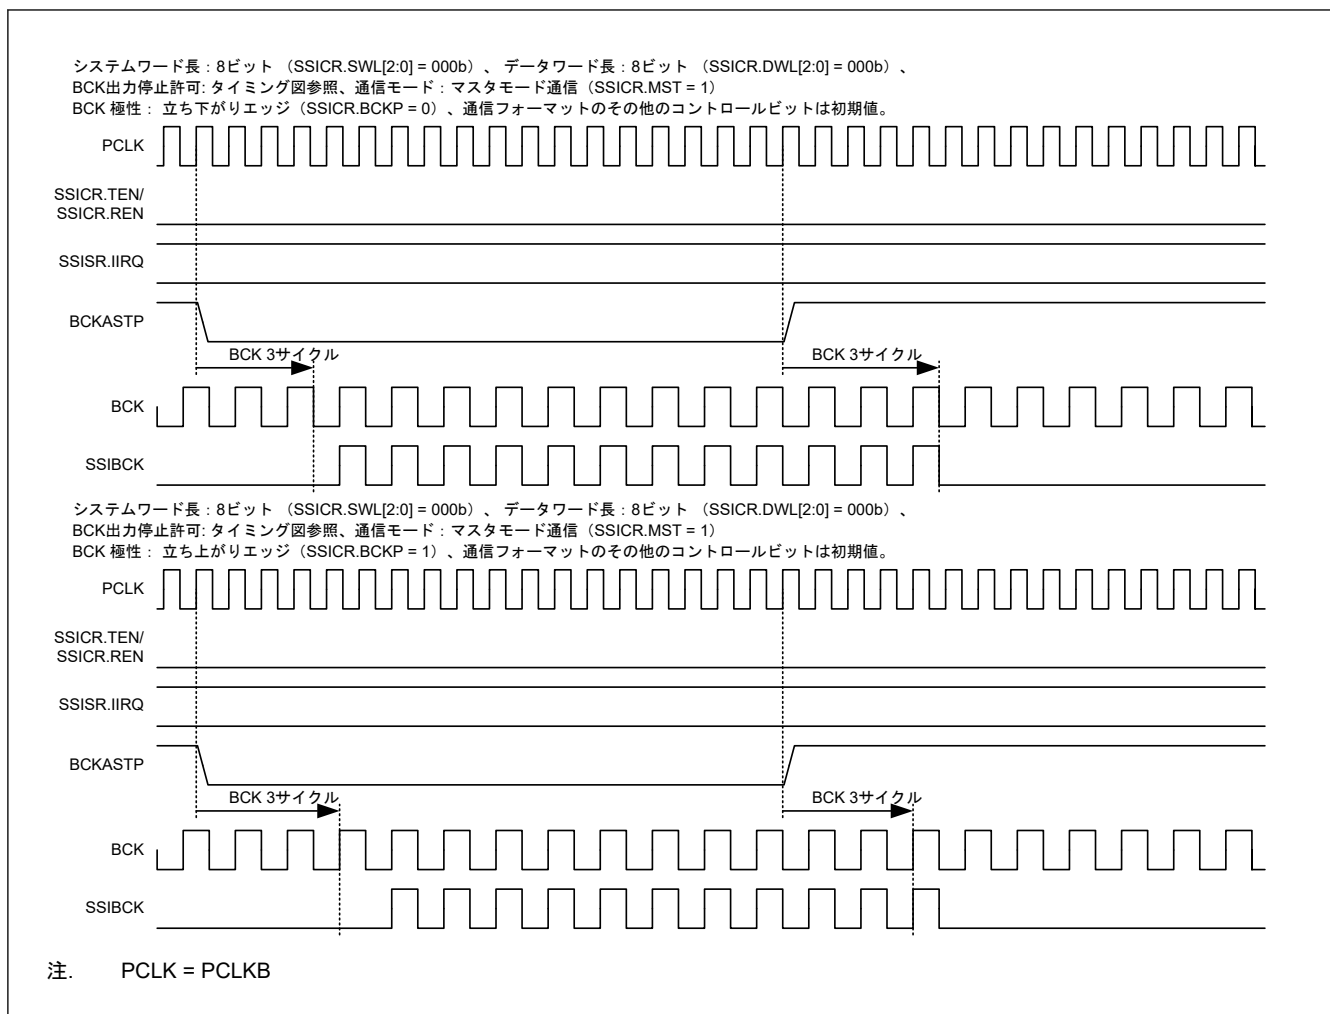 システムワード長：8ビット （SSICR.SWL[2:0] = 000b）、 データワード長：8ビット （SSICR.DWL[2:0] = 000b）、
BCK出力停止許可: タイミング図参照、通信モード：マスタモード通信（SSICR.MST = 1）
BCK 極性： 立ち下がりエッジ（SSICR.BCKP = 0）、通信フォーマットのその他のコントロールビットは初期値。
PCLK
SSICR.TEN/
SSICR.REN
SSISR.IIRQ
BCKASTP
BCK 3サイクル BCK 3サイクル
BCK
SSIBCK
システムワード長：8ビット （SSICR.SWL[2:0] = 000b）、 データワード長：8ビット （SSICR.DWL[2:0] = 000b）、
BCK出力停止許可: タイミング図参照、通信モード：マスタモード通信（SSICR.MST = 1）
BCK 極性： 立ち上がりエッジ（SSICR.BCKP = 1）、通信フォーマットのその他のコントロールビットは初期値。
PCLK
SSICR.TEN/
SSICR.REN
SSISR.IIRQ
BCKASTP
BCK 3サイクル BCK 3サイクル
BCK
SSIBCK
注. PCLK = PCLKB